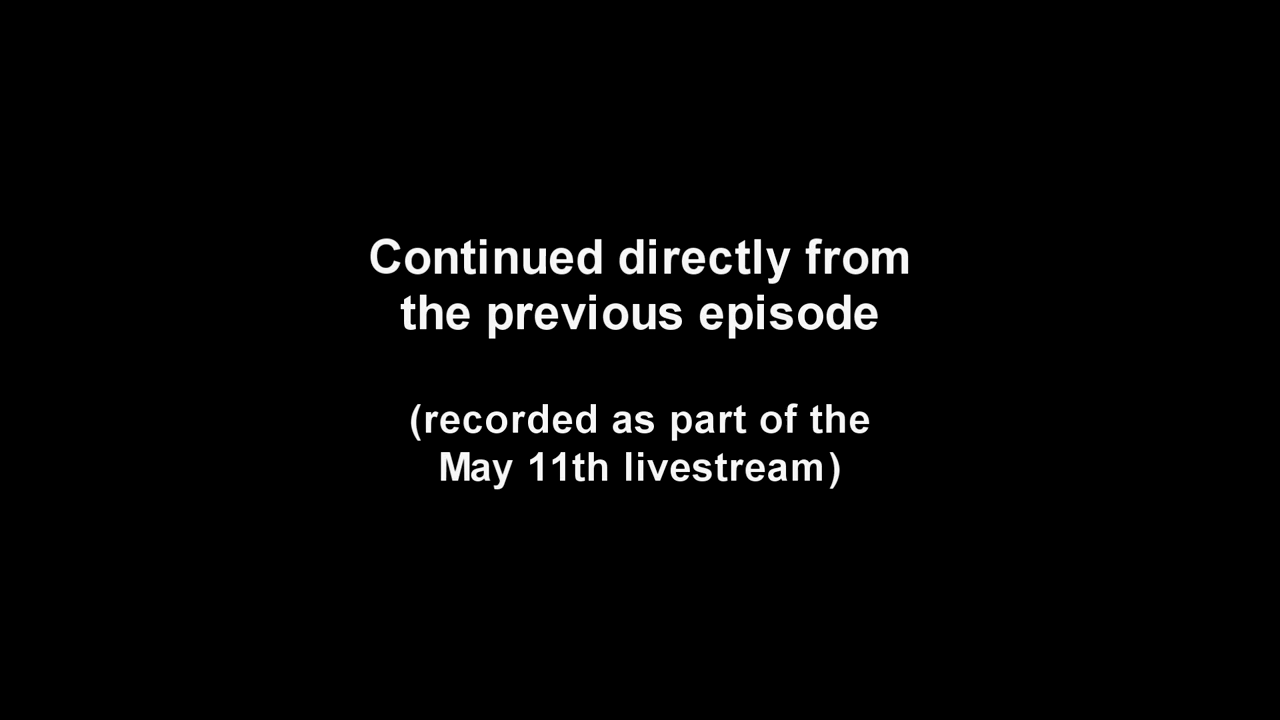 Continued directly from
the previous episode
(recorded as part of the
May 11th livestream)